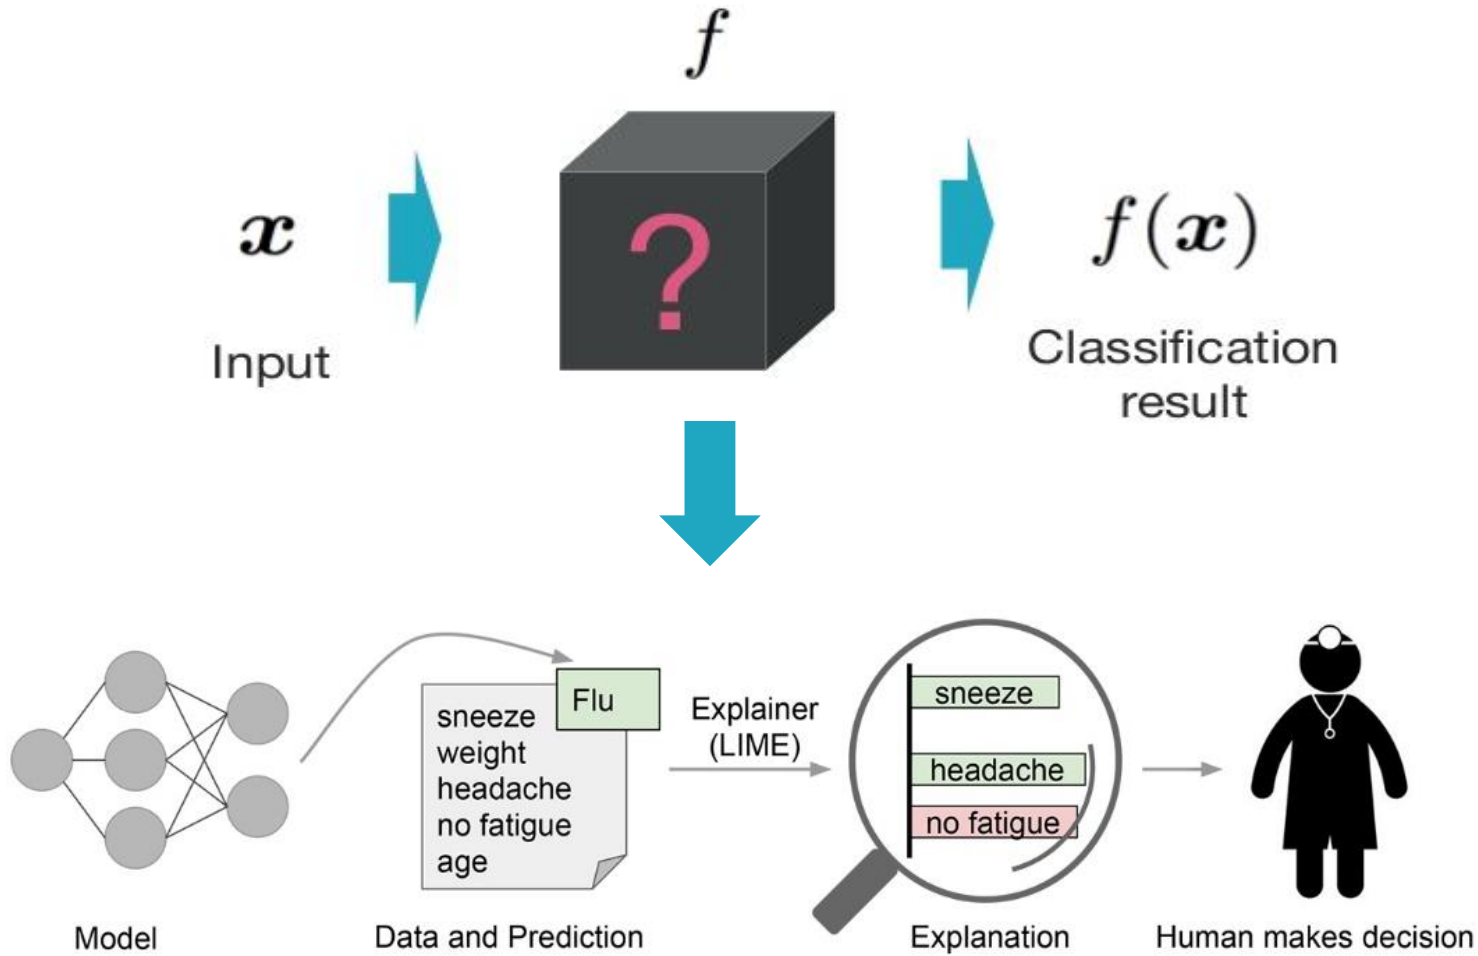 f
x
?
f(x)
Input
Classification
result
Flu
sneeze
weight
headache
no fatigue
age
Explainer
(LIME)
sneeze
headache
no fatigue
Model
Data and Prediction
Explanation
Human makes decision